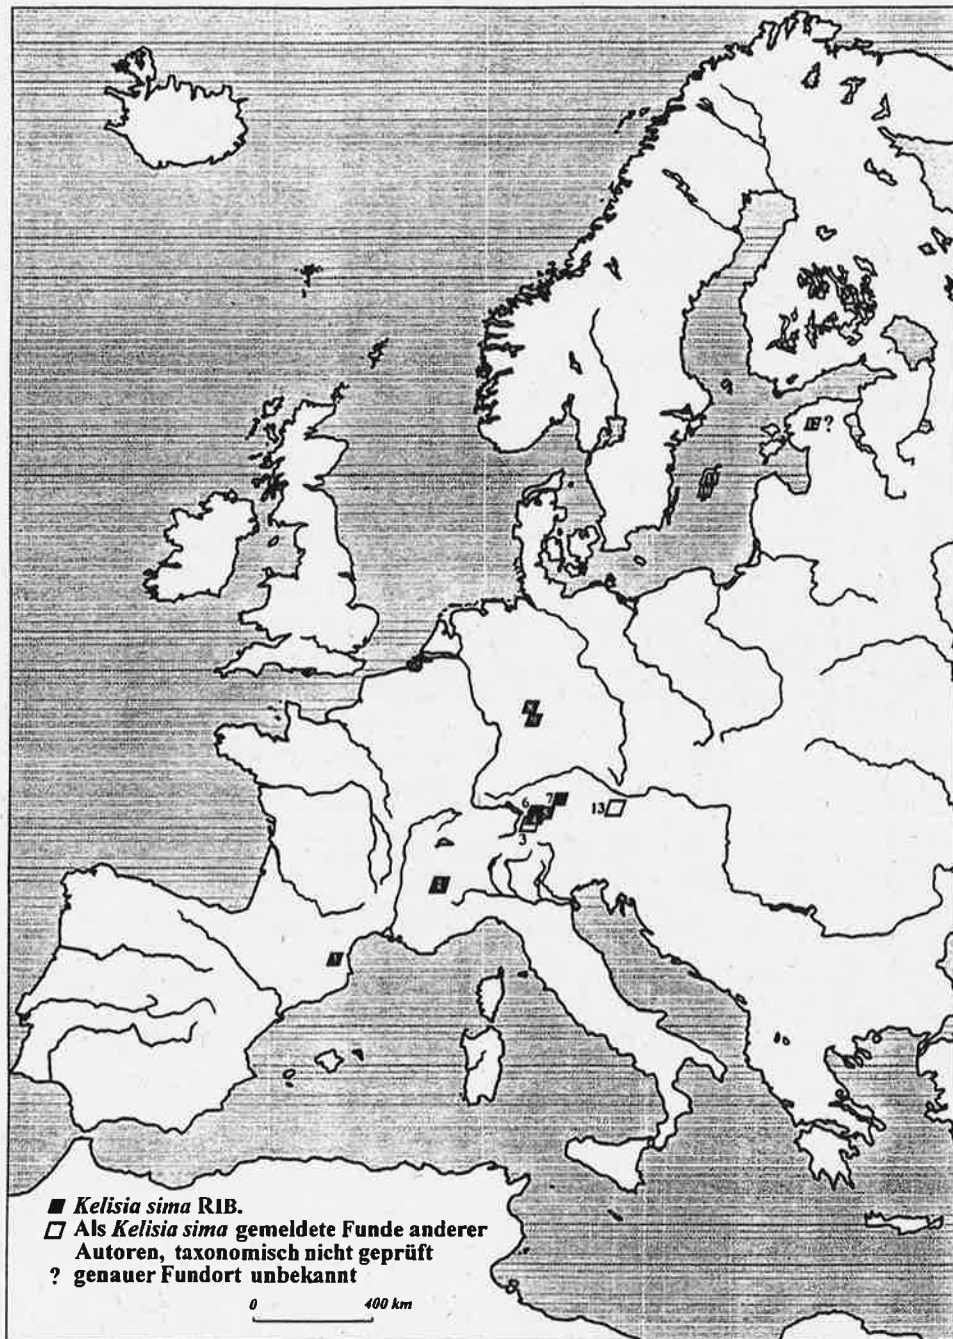 ?
7
6
13
3
■ Kelisia sima RIB.
□ Als Kelisia sima gemeldete Funde anderer
Autoren, taxonomisch nicht geprüft
? genauer Fundort unbekannt
0 400 km